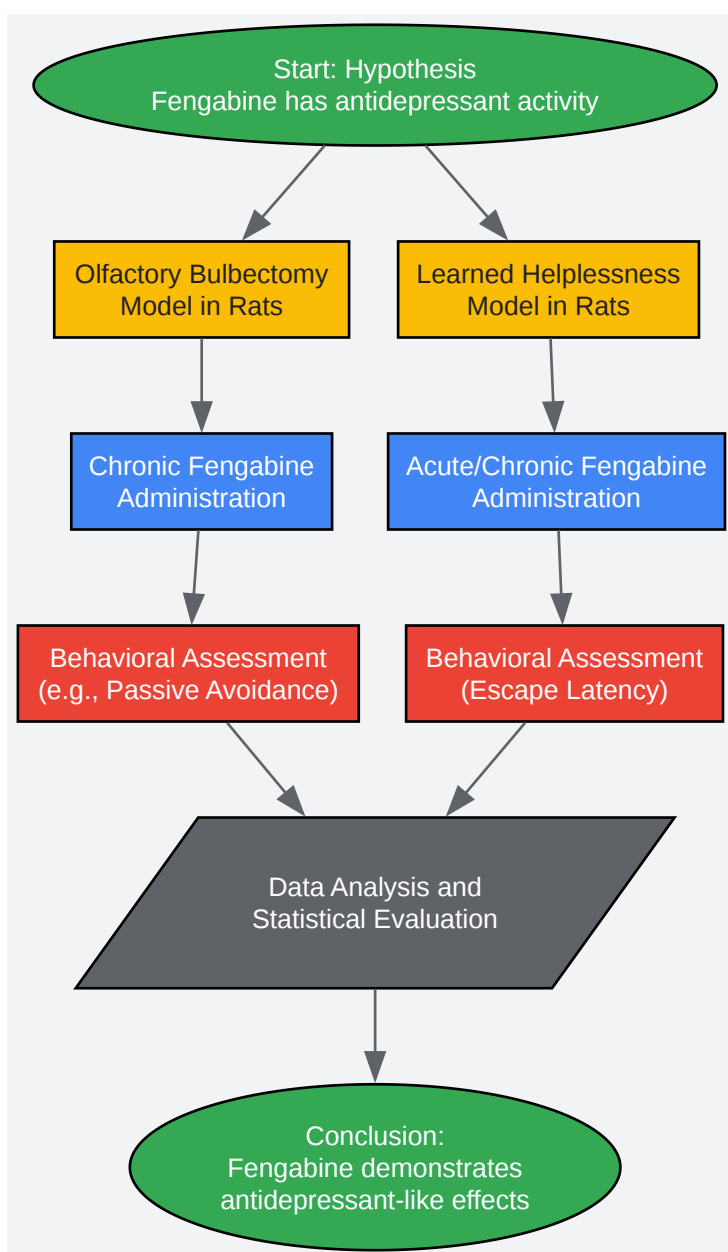 Start: Hypothesis
Fengabine has antidepressant activity
Olfactory Bulbectomy
Model in Rats
Learned Helplessness
Model in Rats
Chronic Fengabine
Administration
Acute/Chronic Fengabine
Administration
Behavioral Assessment
(e.g., Passive Avoidance)
Behavioral Assessment
(Escape Latency)
Data Analysis and
Statistical Evaluation
Conclusion:
Fengabine demonstrates
antidepressant-like effects